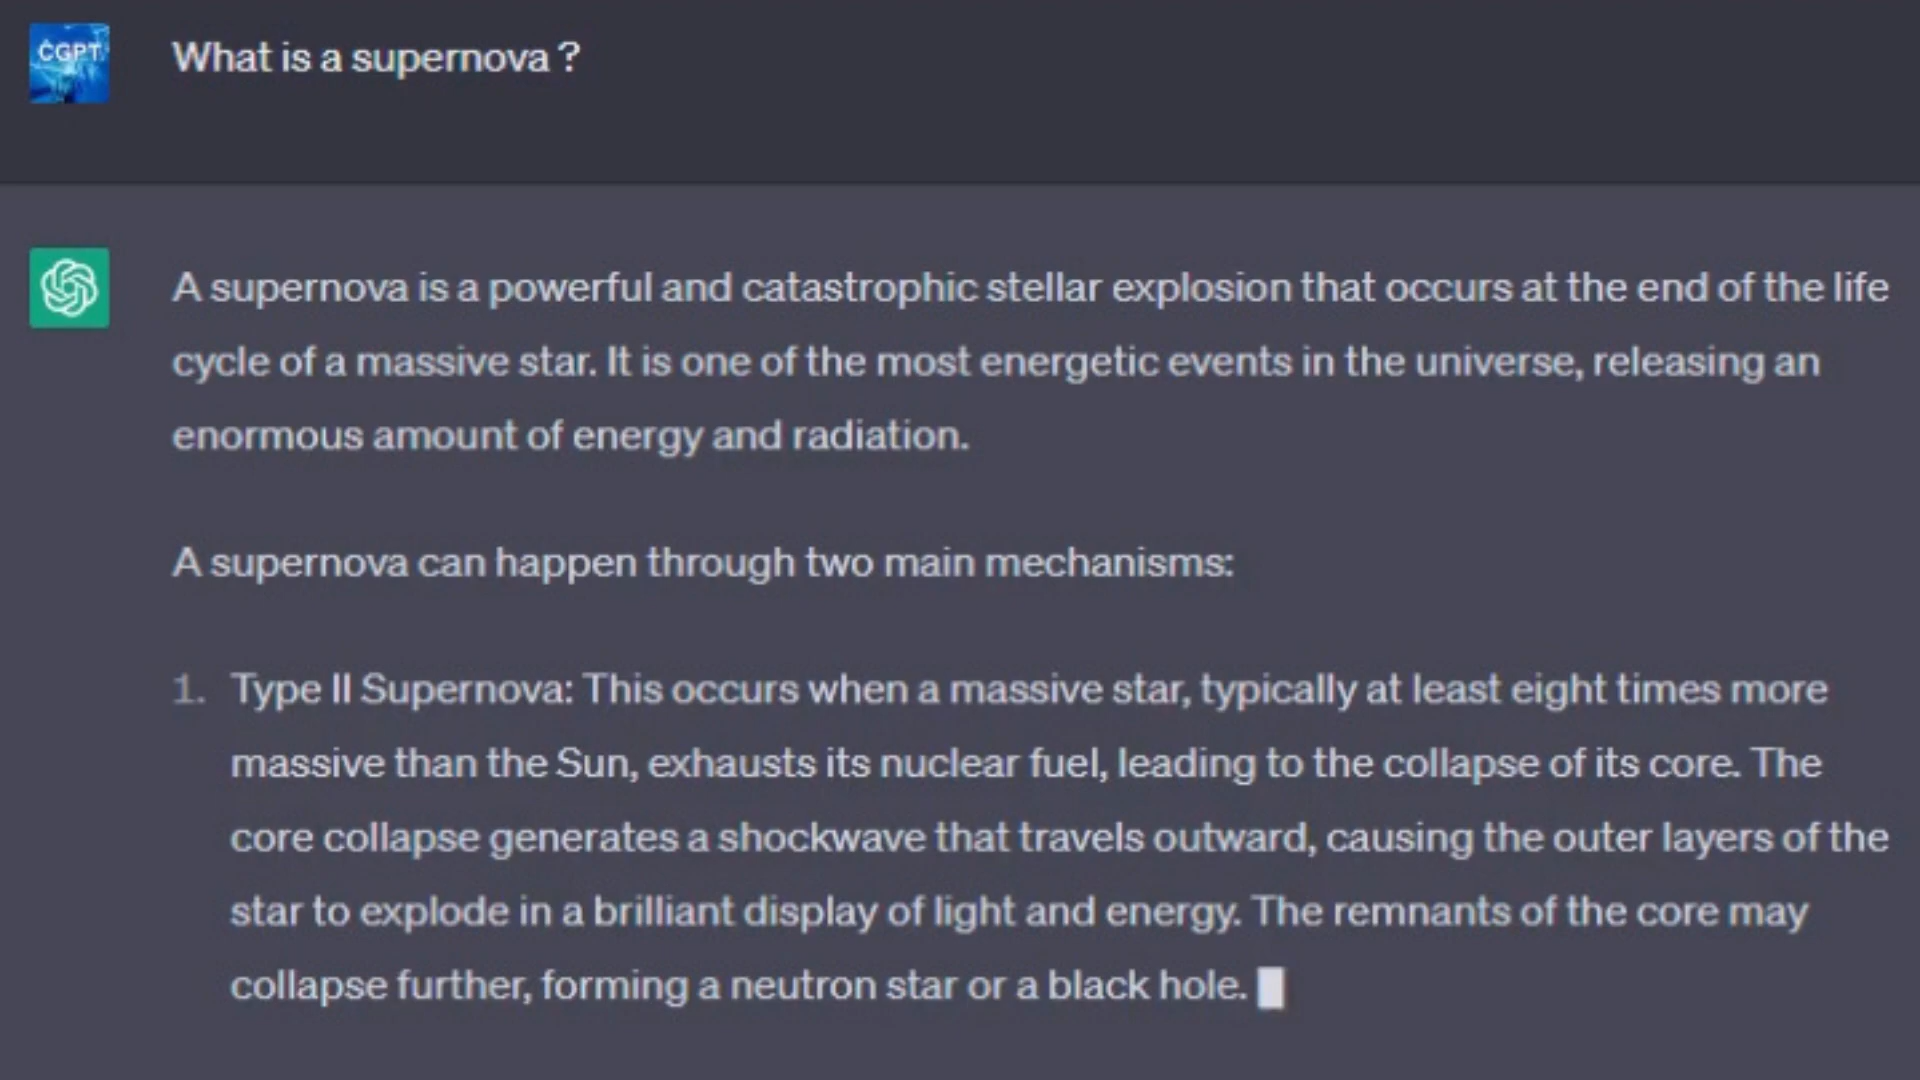 CGPT
What is a supernova ?
A supernova is a powerful and catastrophic stellar explosion that occurs at the end of the life
cycle of a massive star. It is one of the most energetic events in the universe, releasing an
enormous amount of energy and radiation.
A supernova can happen through two main mechanisms:
1. Type II Supernova: This occurs when a massive star, typically at least eight times more
massive than the Sun, exhausts its nuclear fuel, leading to the collapse of its core. The
core collapse generates a shockwave that travels outward, causing the outer layers of the
star to explode in a brilliant display of light and energy. The remnants of the core may
collapse further, forming a neutron star or a black hole.